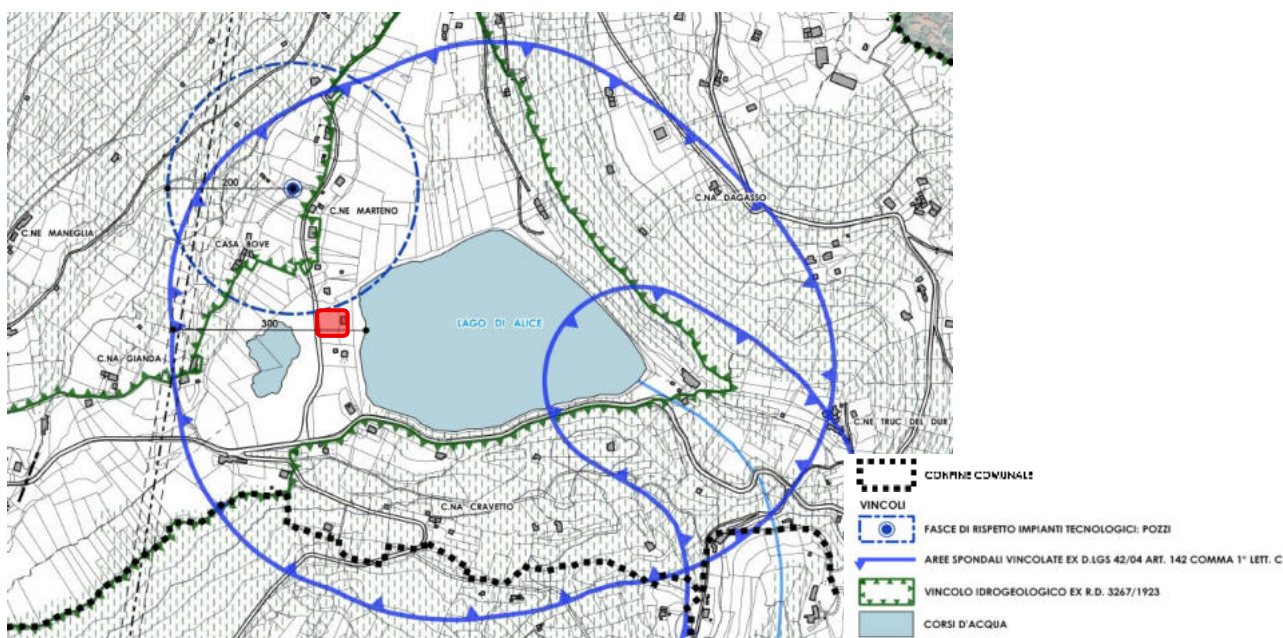 C.NA DAGASSO
200
C.NE MARTENO
C.NE MANEGLIA
CASA BOVE
300
LAGO DI ALICE
C.NA GIANDA
C.NE TRUC DEL DUR
C.NA CRAVETTO
CONFINE COMUNALE
VINCOLI
FASCE DI RISPETTO IMPIANTI TECNOLOGICI: POZZI
AREE SPONDALI VINCOLATE EX D.LGS 42/04 ART. 142 COMMA 1° LETT. C
VINCOLO IDROGEOLOGICO EX R.D. 3267/1923
CORSI D'ACQUA